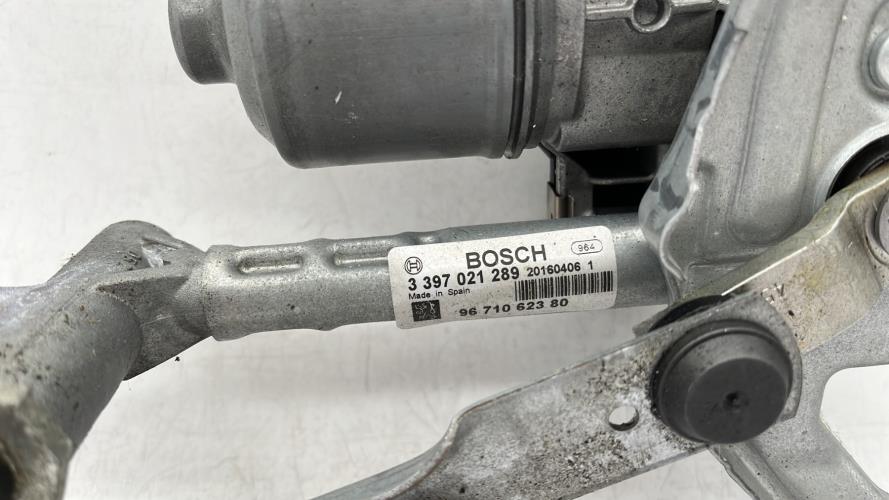 BOSCH 964
3 397 021 289 20160406 1
Made in Spain
96 710 623 80